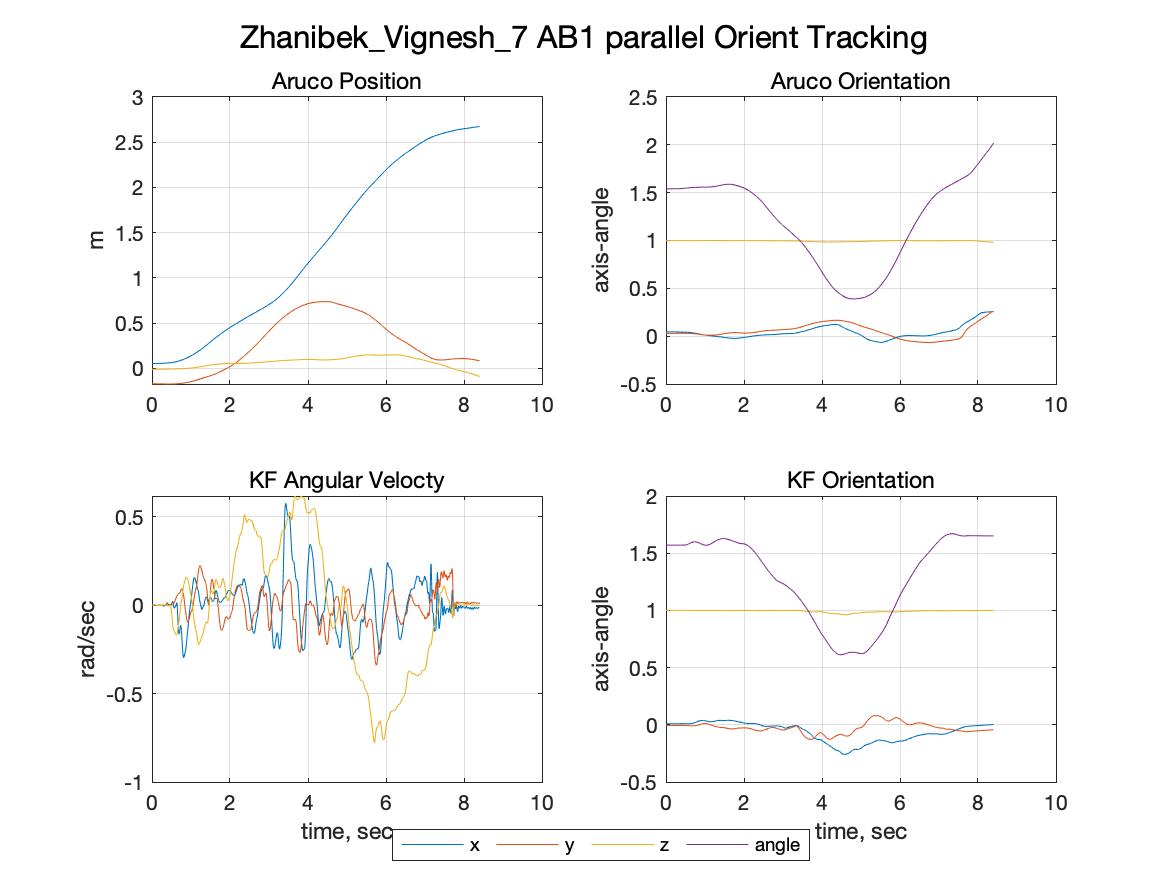 Zhanibek_Vignesh_7 AB1 parallel Orient Tracking
Aruco Position
3
2.5
2
1.5
1
0.5
0
m
0 2 4 6 8 10
Aruco Orientation
2.5
2
1.5
1
0.5
0
-0.5
axis-angle
0 2 4 6 8 10
KF Angular Velocty
0.5
0
-0.5
-1
rad/sec
0 2 4 6 8 10
time, sec
KF Orientation
2
1.5
1
0.5
0
-0.5
axis-angle
0 2 4 6 8 10
time, sec
x y z angle